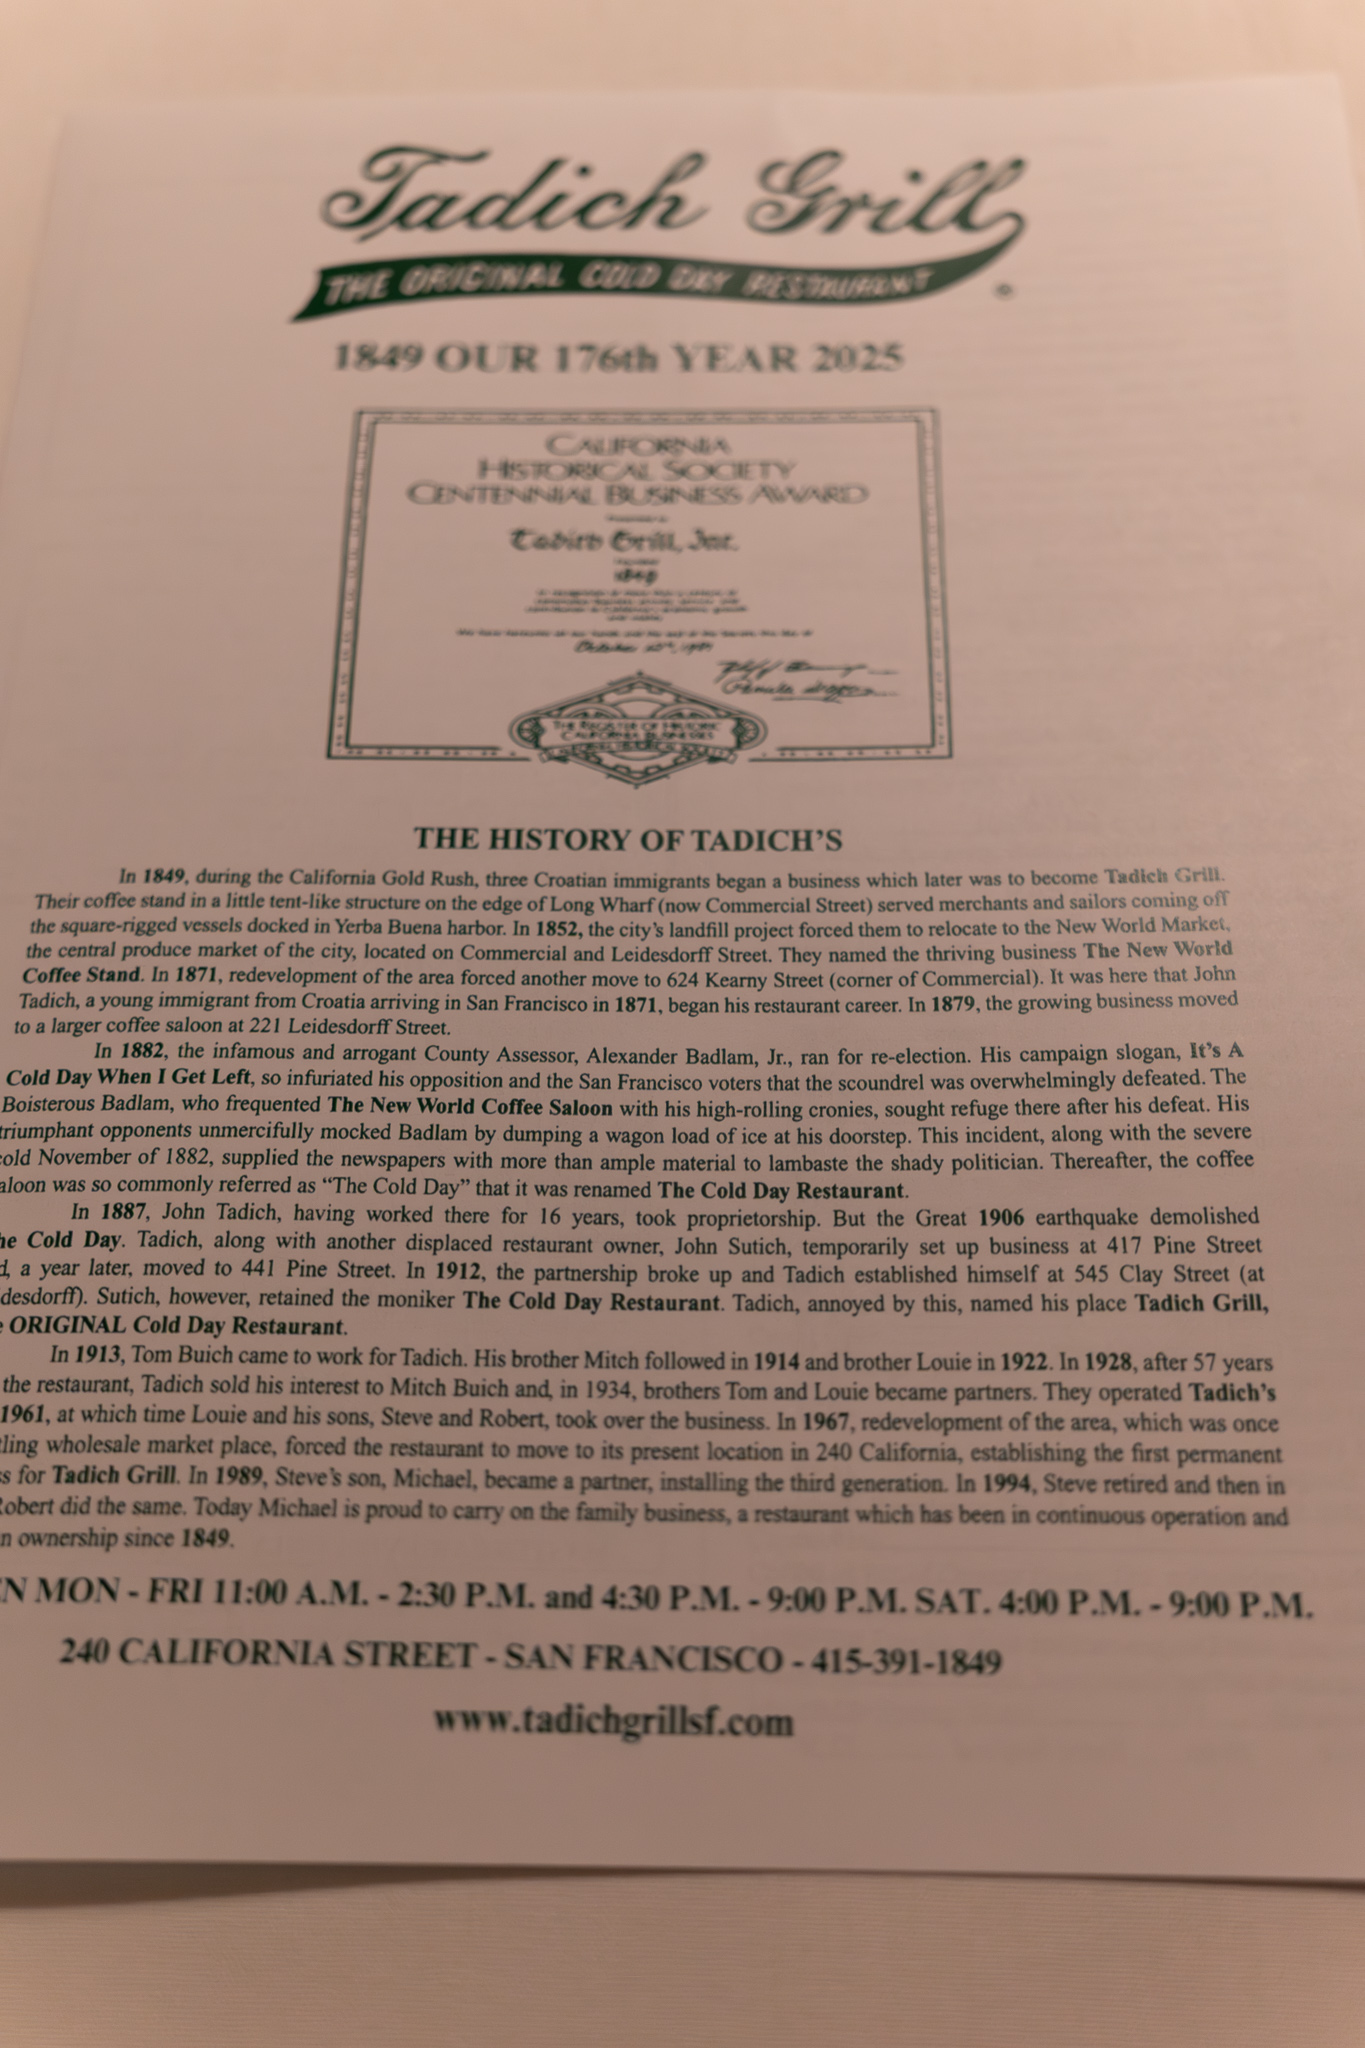 Tadich Grill
THE ORIGINAL COLD DAY RESTAURANT
1849 OUR 176th YEAR 2025
CALIFORNIA
HISTORICAL SOCIETY
CENTENNIAL BUSINESS AWARD
Tadich Grill, Inc.
THE REGISTER OF HISTORIC
CALIFORNIA BUSINESSES
THE HISTORY OF TADICH'S
In 1849, during the California Gold Rush, three Croatian immigrants began a business which later was to become Tadich Grill.
Their coffee stand in a little tent-like structure on the edge of Long Wharf (now Commercial Street) served merchants and sailors coming off
the square-rigged vessels docked in Yerba Buena harbor. In 1852, the city's landfill project forced them to relocate to the New World Market,
the central produce market of the city, located on Commercial and Leidesdorff Street. They named the thriving business The New World
Coffee Stand. In 1871, redevelopment of the area forced another move to 624 Kearny Street (corner of Commercial). It was here that John
Tadich, a young immigrant from Croatia arriving in San Francisco in 1871, began his restaurant career. In 1879, the growing business moved
to a larger coffee saloon at 221 Leidesdorff Street.
In 1882, the infamous and arrogant County Assessor, Alexander Badlam, Jr., ran for re-election. His campaign slogan, It's A
Cold Day When I Get Left, so infuriated his opposition and the San Francisco voters that the scoundrel was overwhelmingly defeated. The
Boisterous Badlam, who frequented The New World Coffee Saloon with his high-rolling cronies, sought refuge there after his defeat. His
triumphant opponents unmercifully mocked Badlam by dumping a wagon load of ice at his doorstep. This incident, along with the severe
old November of 1882, supplied the newspapers with more than ample material to lambaste the shady politician. Thereafter, the coffee
aloon was so commonly referred as “The Cold Day” that it was renamed The Cold Day Restaurant.
In 1887, John Tadich, having worked there for 16 years, took proprietorship. But the Great 1906 earthquake demolished
he Cold Day. Tadich, along with another displaced restaurant owner, John Sutich, temporarily set up business at 417 Pine Street
d, a year later, moved to 441 Pine Street. In 1912, the partnership broke up and Tadich established himself at 545 Clay Street (at
desdorff). Sutich, however, retained the moniker The Cold Day Restaurant. Tadich, annoyed by this, named his place Tadich Grill,
e ORIGINAL Cold Day Restaurant.
In 1913, Tom Buich came to work for Tadich. His brother Mitch followed in 1914 and brother Louie in 1922. In 1928, after 57 years
the restaurant, Tadich sold his interest to Mitch Buich and, in 1934, brothers Tom and Louie became partners. They operated Tadich's
1961, at which time Louie and his sons, Steve and Robert, took over the business. In 1967, redevelopment of the area, which was once
ling wholesale market place, forced the restaurant to move to its present location in 240 California, establishing the first permanent
s for Tadich Grill. In 1989, Steve's son, Michael, became a partner, installing the third generation. In 1994, Steve retired and then in
Robert did the same. Today Michael is proud to carry on the family business, a restaurant which has been in continuous operation and
n ownership since 1849.
N MON - FRI 11:00 A.M. - 2:30 P.M. and 4:30 P.M. - 9:00 P.M. SAT. 4:00 P.M. - 9:00 P.M.
240 CALIFORNIA STREET - SAN FRANCISCO - 415-391-1849
www.tadichgrillsf.com